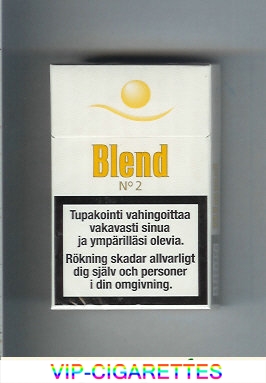 Blend
Nº 2
Tupakointi vahingoittaa
vakavasti sinua
ja ympärilläsi olevia.
Rökning skadar allvarligt
dig själv och personer
i din omgivning.
VIP-CIGARETTES